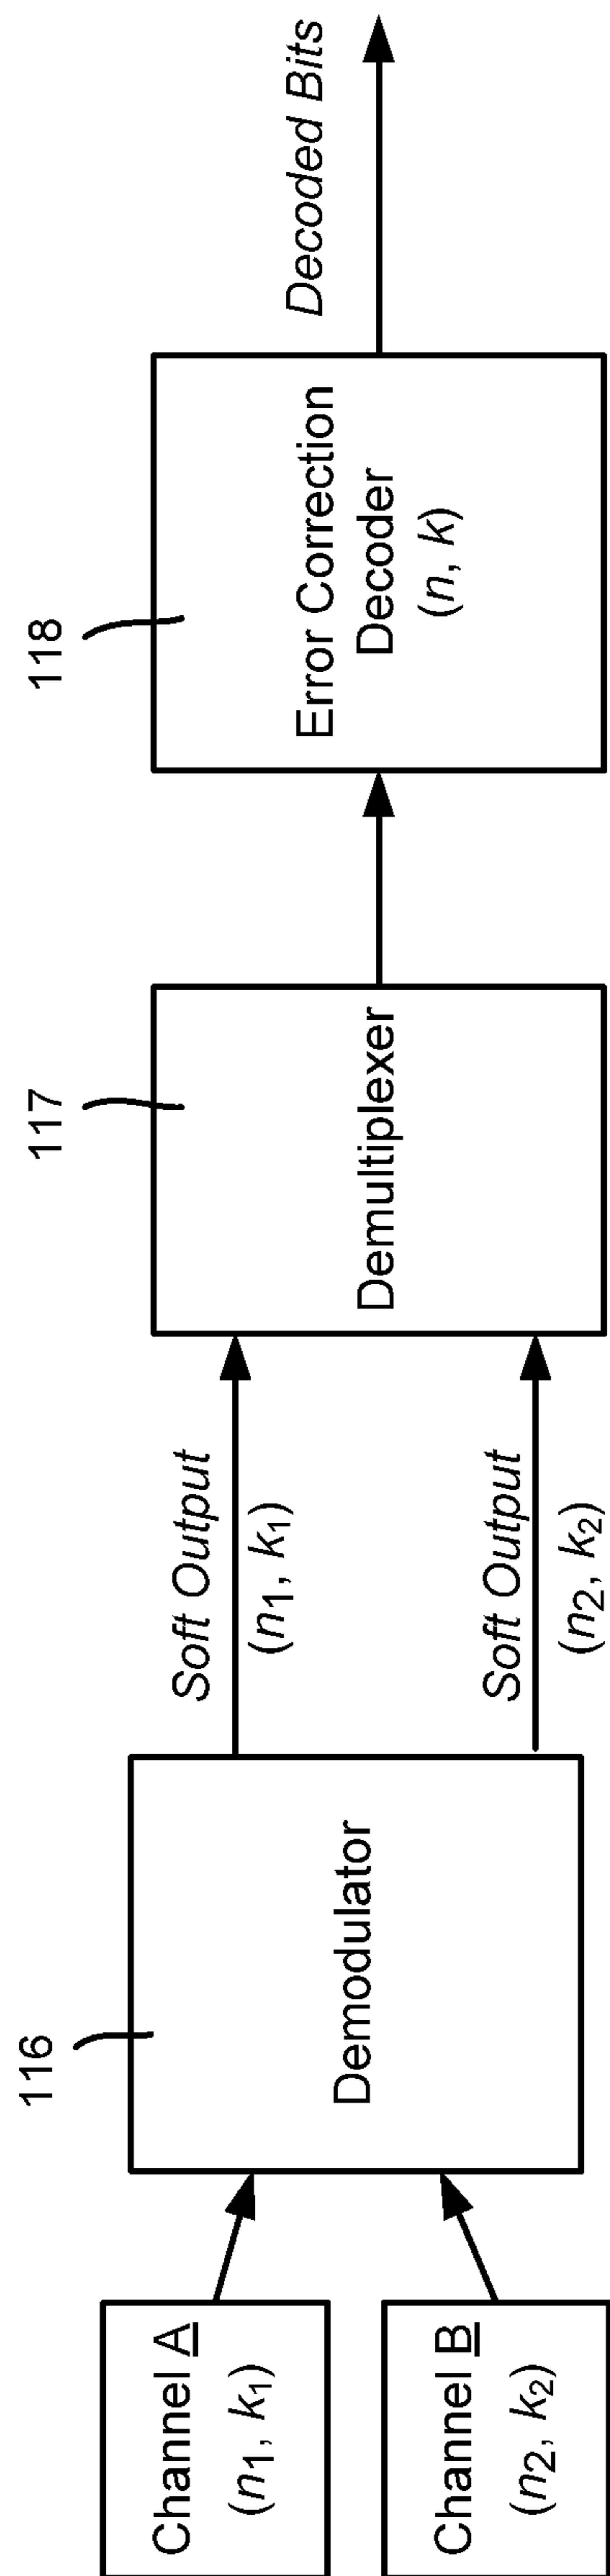 Channel A
(n1, k1)
Channel B
(n2, k2)
116
Demodulator
Soft Output
(n1, k1)
Soft Output
(n2, k2)
117
Demultiplexer
118
Error Correction
Decoder
(n, k)
Decoded Bits